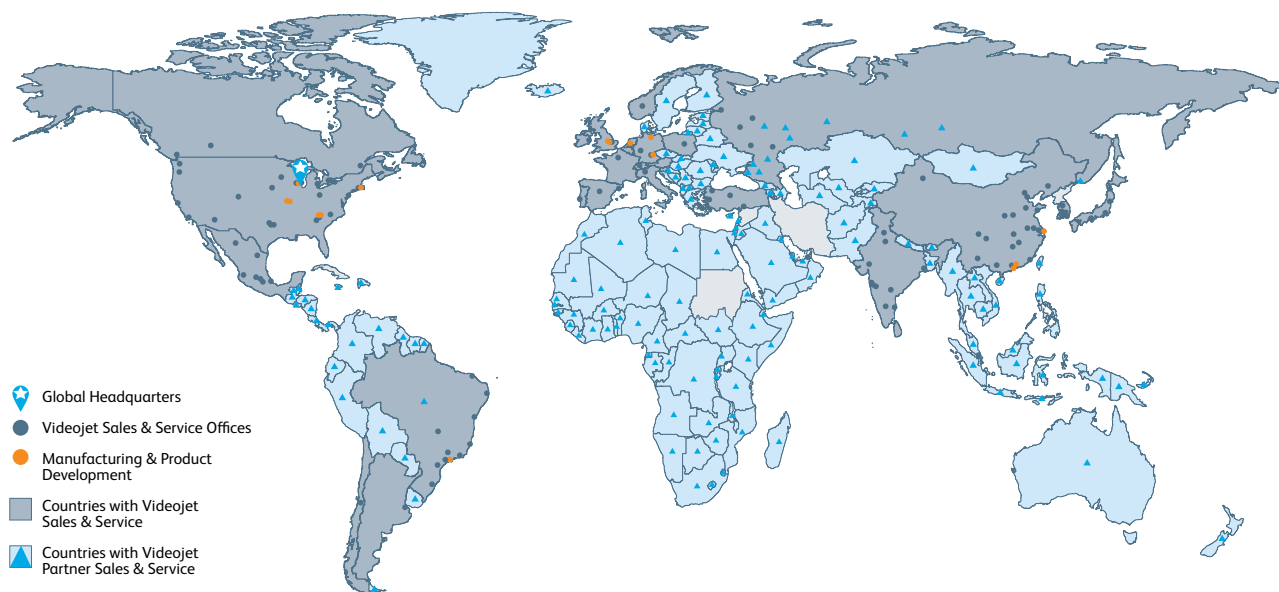 Global Headquarters
Videojet Sales & Service Offices
Manufacturing & Product
Development
Countries with Videojet
Sales & Service
Countries with Videojet
Partner Sales & Service